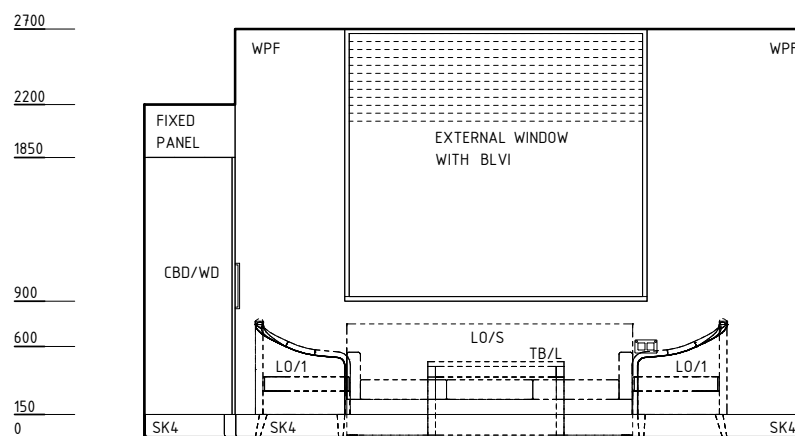 2700
WPF
WPF
2200
FIXED
PANEL
EXTERNAL WINDOW
WITH BLVI
1850
CBD/WD
900
600
LO/S
TB/L
LO/1
LO/1
150
0
SK4
SK4
SK4